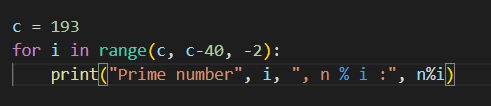 c = 193
for i in range(c, c-40, -2):
    print("Prime number", i, ", n % i :", n%i)